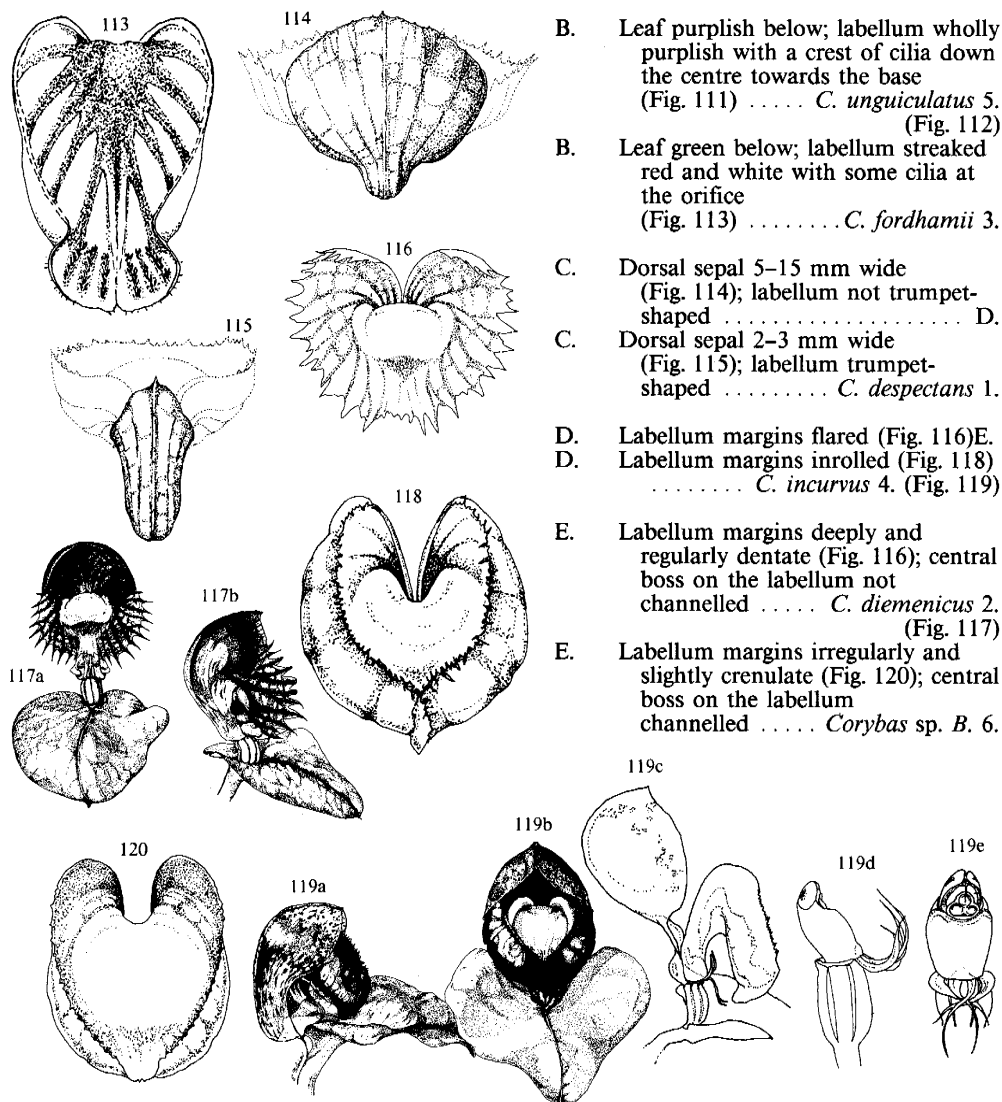 B. Leaf purplish below; labellum wholly
purplish with a crest of cilia down
the centre towards the base
(Fig. 111) ..... C. unguiculatus 5.
(Fig. 112)
B. Leaf green below; labellum streaked
red and white with some cilia at
the orifice
(Fig. 113) ........ C. fordhamii 3.
C. Dorsal sepal 5–15 mm wide
(Fig. 114); labellum not trumpet-
shaped ..................... D.
C. Dorsal sepal 2–3 mm wide
(Fig. 115); labellum trumpet-
shaped ......... C. despectans 1.
D. Labellum margins flared (Fig. 116)E.
D. Labellum margins inrolled (Fig. 118)
........ C. incurvus 4. (Fig. 119)
E. Labellum margins deeply and
regularly dentate (Fig. 116); central
boss on the labellum not
channelled ..... C. diemenicus 2.
(Fig. 117)
E. Labellum margins irregularly and
slightly crenulate (Fig. 120); central
boss on the labellum
channelled ..... Corybas sp. B. 6.
113
114
115
116
117a
117b
118
119a
119b
119c
119d
119e
120